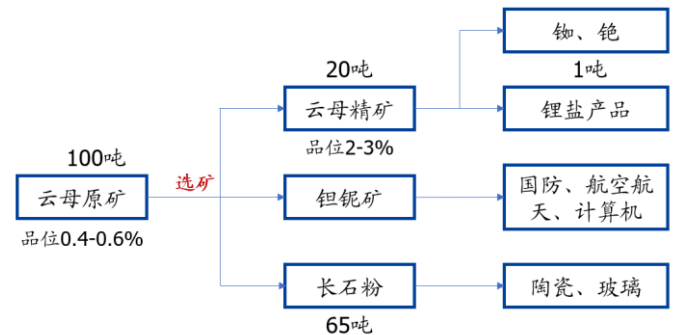 铷、铯
20吨
1吨
云母精矿
锂盐产品
品位2-3%
100吨
选矿
云母原矿
钽铌矿
国防、航空航
天、计算机
品位0.4-0.6%
长石粉
陶瓷、玻璃
65吨